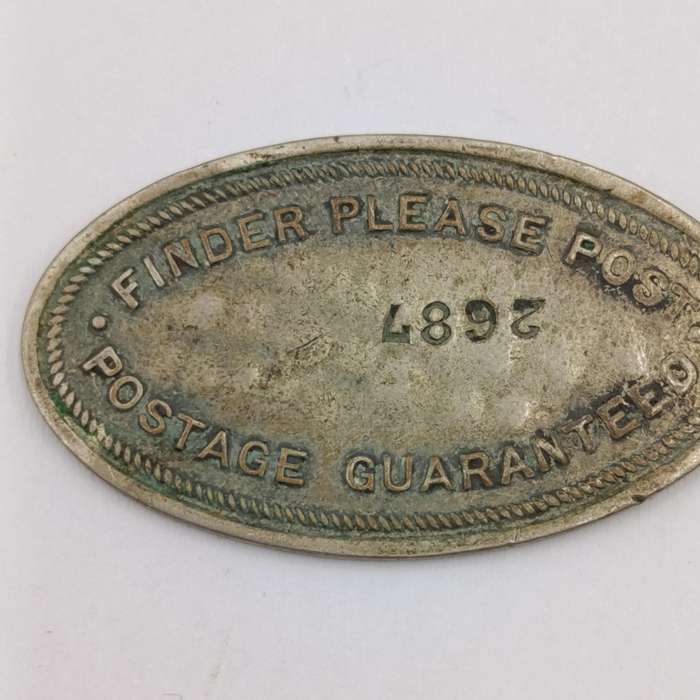 FINDER PLEASE POST
2687
POSTAGE GUARANTEED